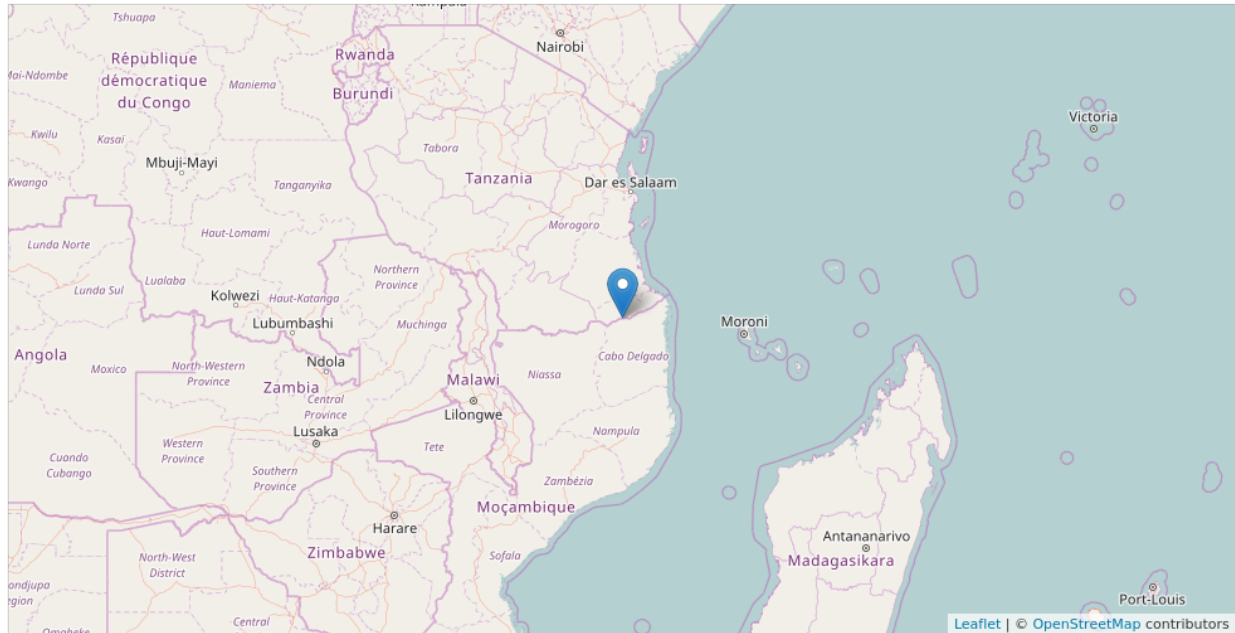 Tshuapa
Nairobi
République
démocratique
du Congo
Rwanda
Maniema
Burundi
Victoria
Kwilu
Kasaï
Tabora
Mbuji-Mayi
Tanzania
Dar es Salaam
Kwango
Tanganyika
Morogoro
Haut-Lomami
Lunda Norte
Lualaba
Northern
Province
Lunda Sul
Kolwezi
Haut-Katanga
Lubumbashi
Muchinga
Moroni
Angola
Moxico
North-Western
Province
Ndola
Cabo Delgado
Zambia
Malawi
Niassa
Central
Province
Lilongwe
Lusaka
Nampula
Western
Province
Tete
Cuando
Cubango
Southern
Province
Zambézia
Moçambique
Harare
Antananarivo
Zimbabwe
Sofala
Madagasikara
North-West
District
Port-Louis
Central
Leaflet | © OpenStreetMap contributors